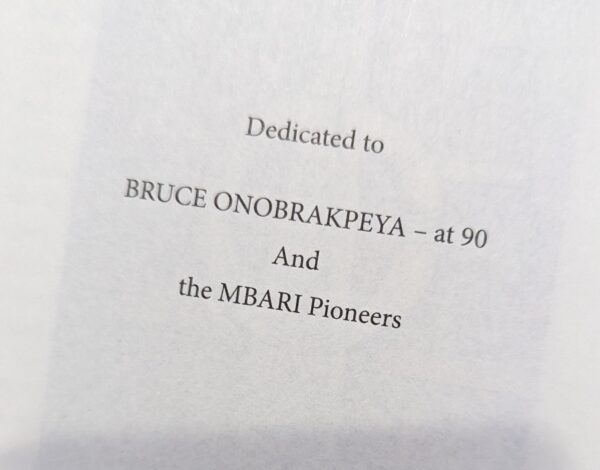 Dedicated to
BRUCE ONOBRAKPEYA – at 90
And
the MBARI Pioneers